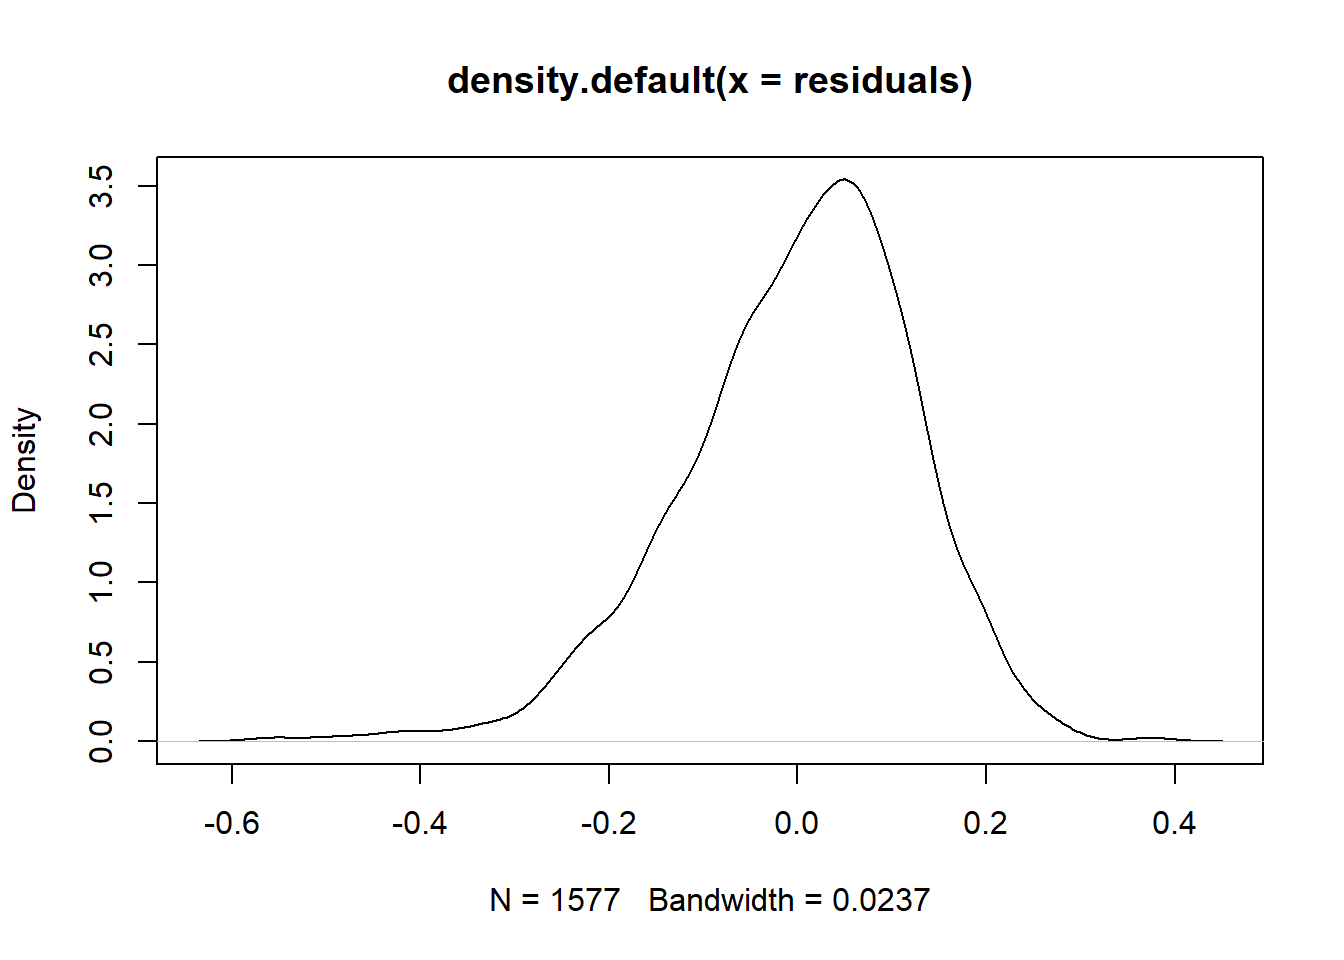 density.default(x = residuals)
Density
3.5
3.0
2.5
2.0
1.5
1.0
0.5
0.0
-0.6 -0.4 -0.2 0.0 0.2 0.4
N = 1577 Bandwidth = 0.0237